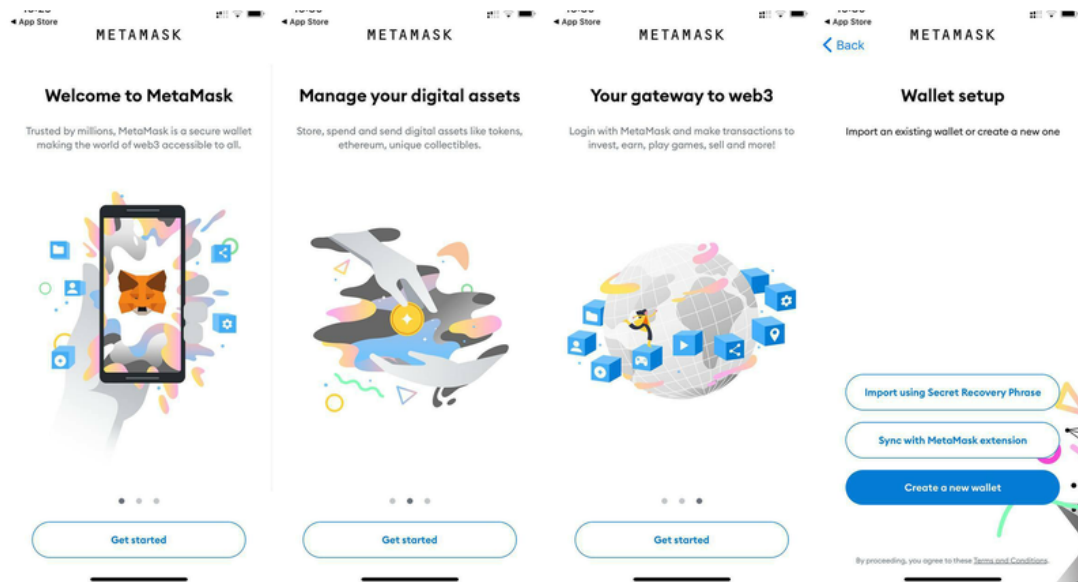 ◀ App Store
METAMASK
Welcome to MetaMask
Trusted by millions, MetaMask is a secure wallet
making the world of web3 accessible to all.
Get started
◀ App Store
METAMASK
Manage your digital assets
Store, spend and send digital assets like tokens,
ethereum, unique collectibles.
Get started
◀ App Store
METAMASK
Your gateway to web3
Login with MetaMask and make transactions to
invest, earn, play games, sell and more!
Get started
◀ App Store
Back
METAMASK
Wallet setup
Import an existing wallet or create a new one
Import using Secret Recovery Phrase
Sync with MetaMask extension
Create a new wallet
By proceeding, you agree to these Terms and Conditions.